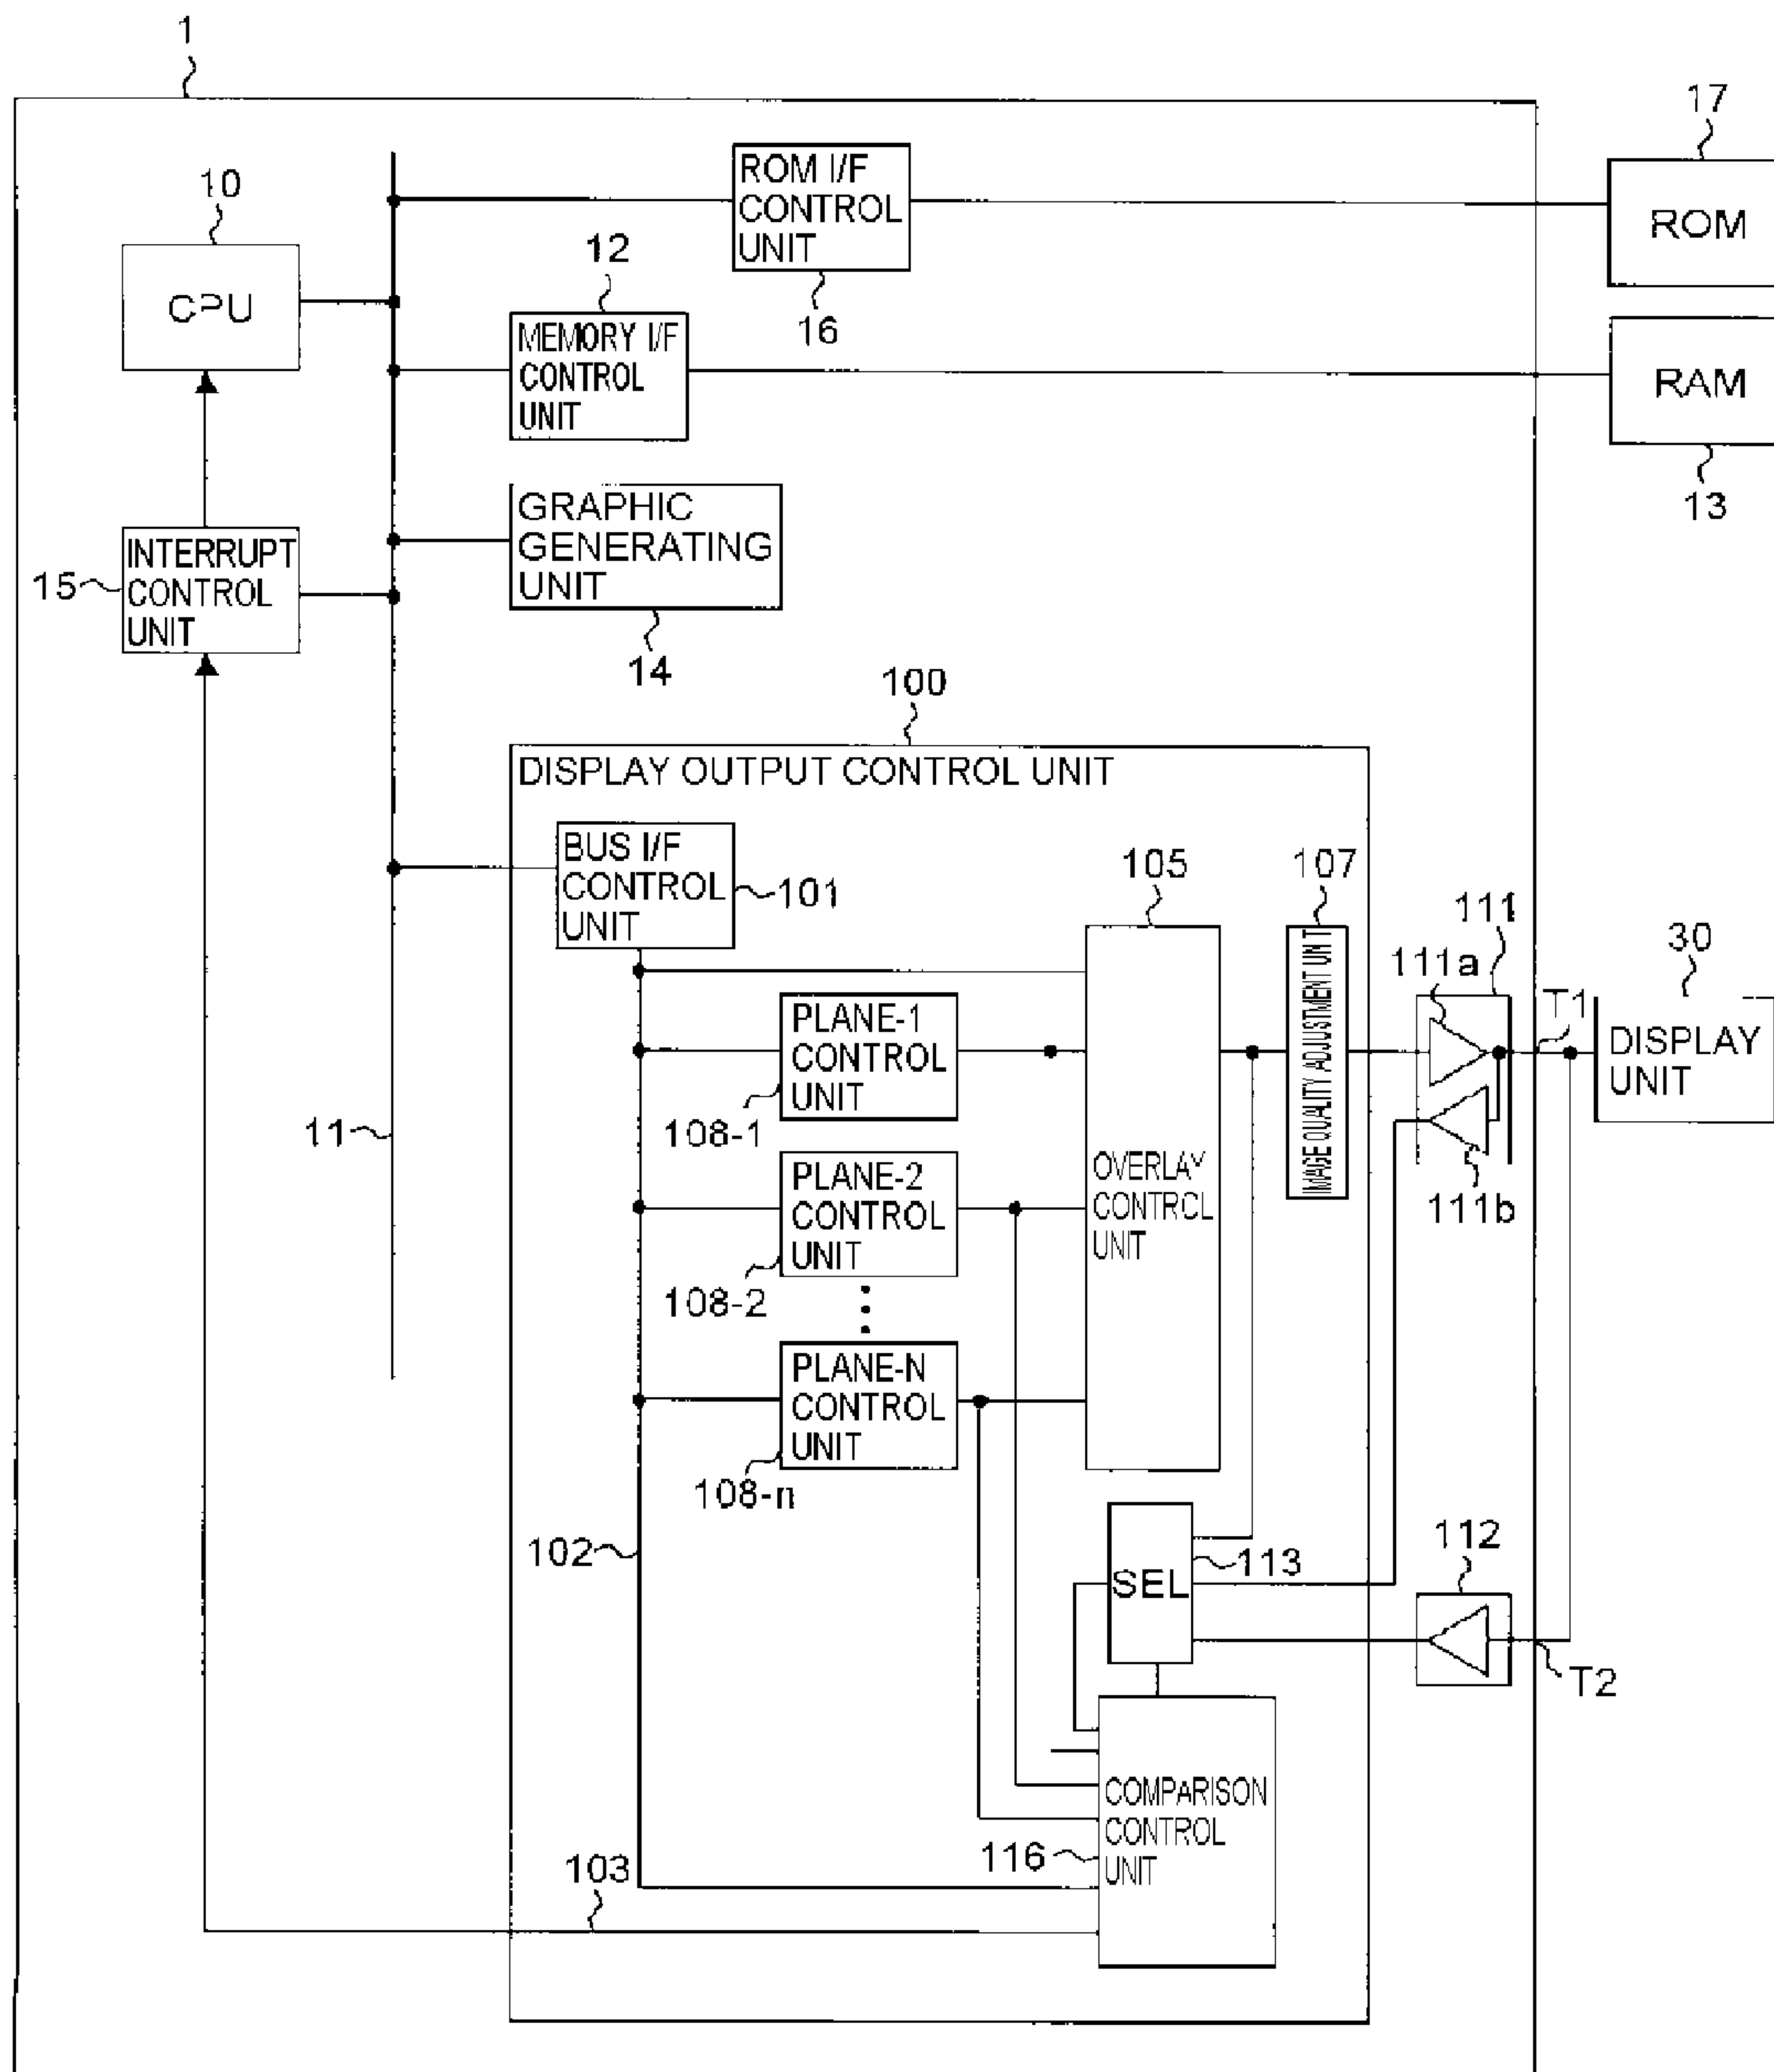 1
17
ROM I/F
CONTROL
UNIT
16
ROM
10
CPU
12
MEMORY I/F
CONTROL
UNIT
RAM
13
GRAPHIC
GENERATING
UNIT
14
15
INTERRUPT
CONTROL
UNIT
100
DISPLAY OUTPUT CONTROL UNIT
BUS I/F
CONTROL
UNIT
101
105
107
111
111a
30
T1
IMAGE QUALITY ADJUSTMENT UNIT
DISPLAY
UNIT
PLANE-1
CONTROL
UNIT
108-1
11
111b
OVERLAY
CONTROL
UNIT
PLANE-2
CONTROL
UNIT
108-2
PLANE-N
CONTROL
UNIT
108-n
102
SEL
113
112
T2
COMPARISON
CONTROL
UNIT
116
103